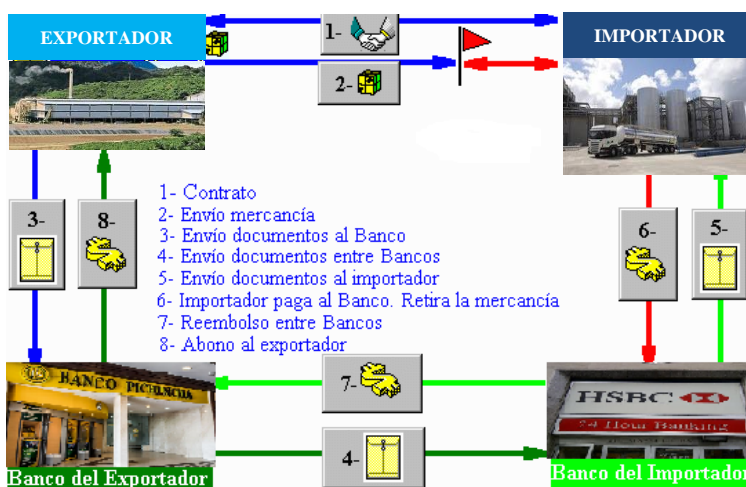 EXPORTADOR
1-
IMPORTADOR
2-
3-
8-
1- Contrato
2- Envío mercancía
3- Envío documentos al Banco
4- Envío documentos entre Bancos
5- Envío documentos al importador
6- Importador paga al Banco. Retira la mercancía
7- Reembolso entre Bancos
8- Abono al exportador
6-
5-
BANCO PICHINCHA
7-
HSBC
24 Hour Banking
4-
Banco del Exportador
Banco del Importador